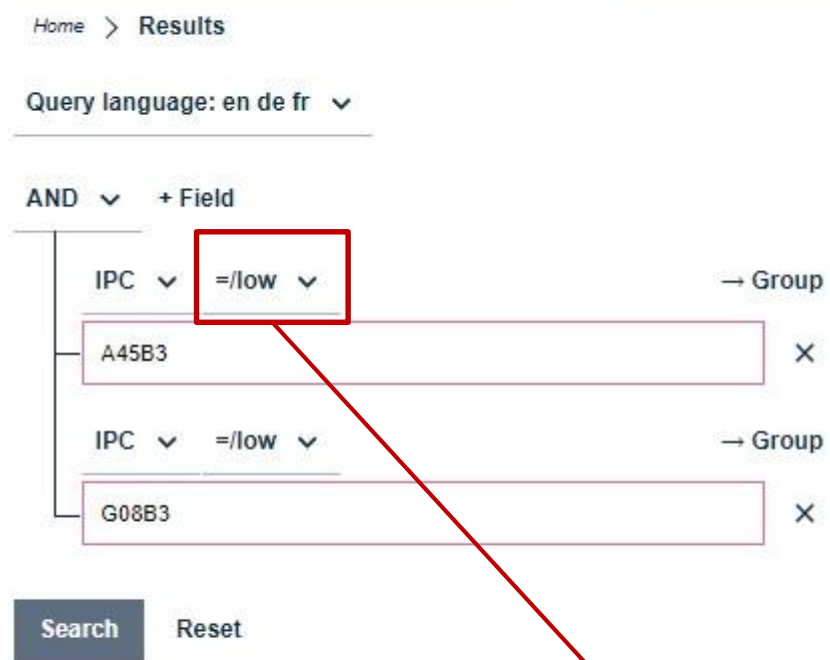 Home > Results
Query language: en de fr
AND + Field
IPC =/low → Group
A45B3 ×
IPC =/low → Group
G08B3 ×
Search Reset